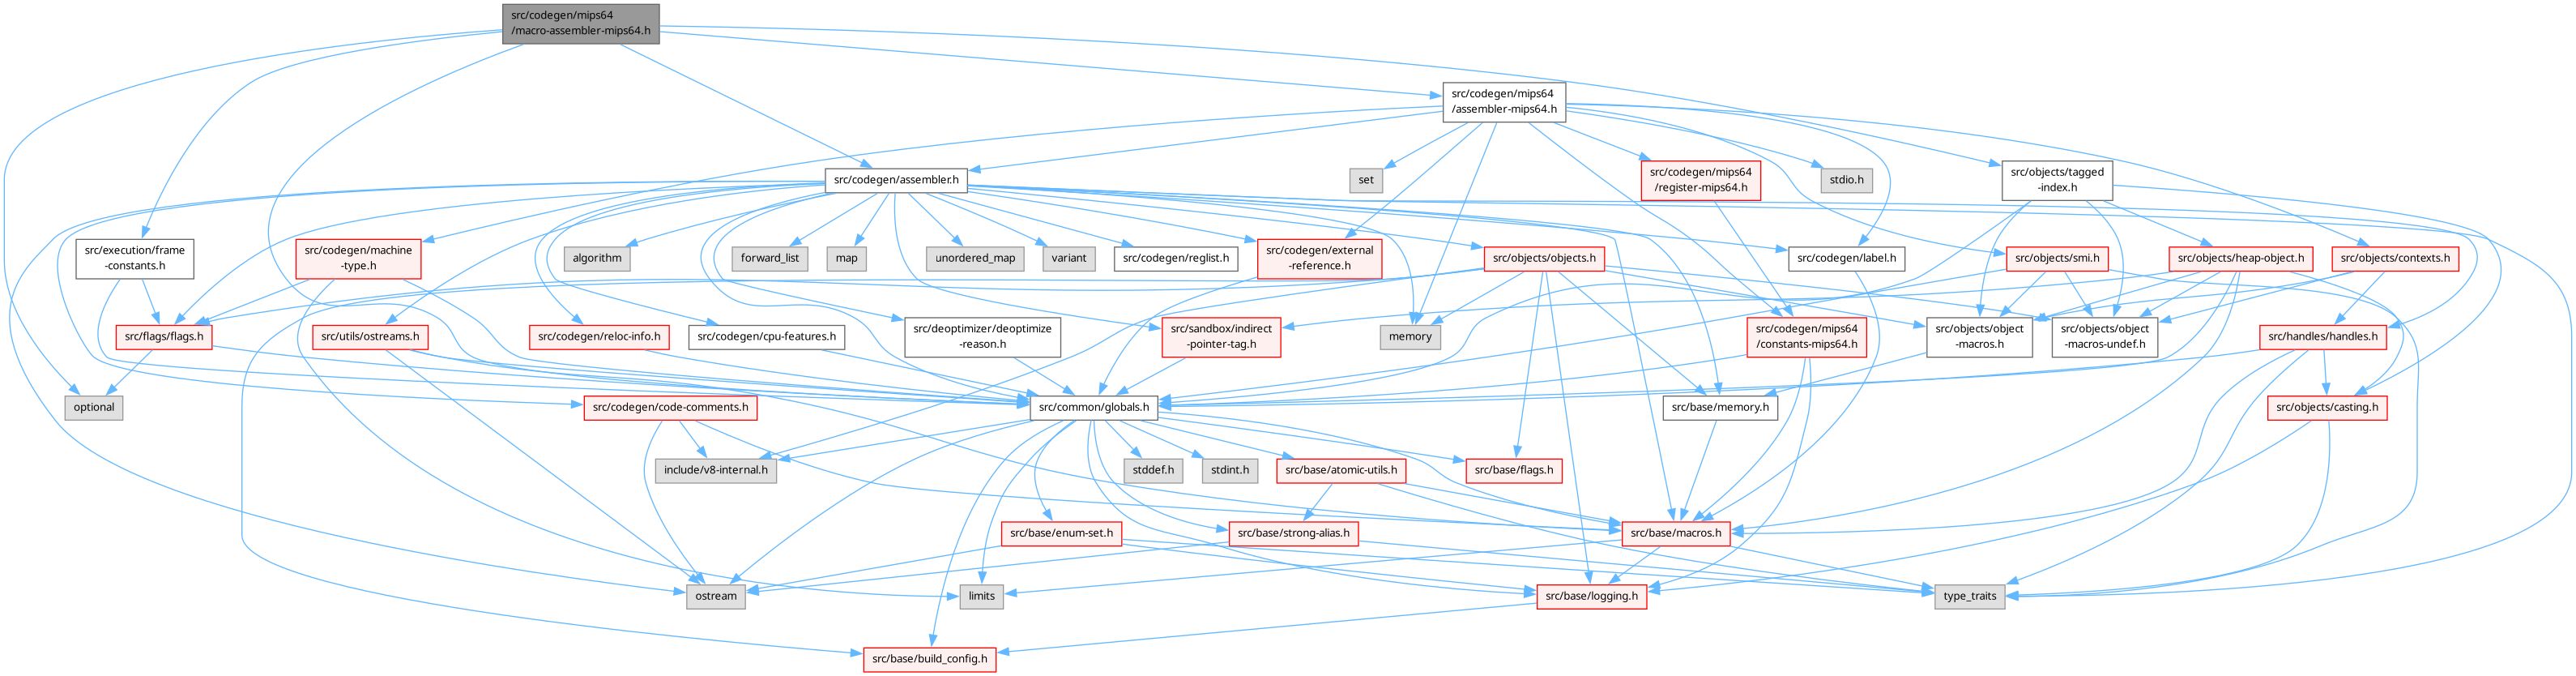 src/codegen/mips64
/macro-assembler-mips64.h
src/codegen/mips64
/assembler-mips64.h
src/codegen/assembler.h
set
src/codegen/mips64
/register-mips64.h
stdio.h
src/objects/tagged
-index.h
src/execution/frame
-constants.h
src/codegen/machine
-type.h
algorithm
forward_list
map
unordered_map
variant
src/codegen/reglist.h
src/codegen/external
-reference.h
src/objects/objects.h
src/codegen/label.h
src/objects/smi.h
src/objects/heap-object.h
src/objects/contexts.h
src/flags/flags.h
src/utils/ostreams.h
src/codegen/reloc-info.h
src/codegen/cpu-features.h
src/deoptimizer/deoptimize
-reason.h
src/sandbox/indirect
-pointer-tag.h
memory
src/codegen/mips64
/constants-mips64.h
src/objects/object
-macros.h
src/objects/object
-macros-undef.h
src/handles/handles.h
optional
src/codegen/code-comments.h
src/common/globals.h
src/base/memory.h
src/objects/casting.h
include/v8-internal.h
stddef.h
stdint.h
src/base/atomic-utils.h
src/base/flags.h
src/base/enum-set.h
src/base/strong-alias.h
src/base/macros.h
ostream
limits
src/base/logging.h
type_traits
src/base/build_config.h